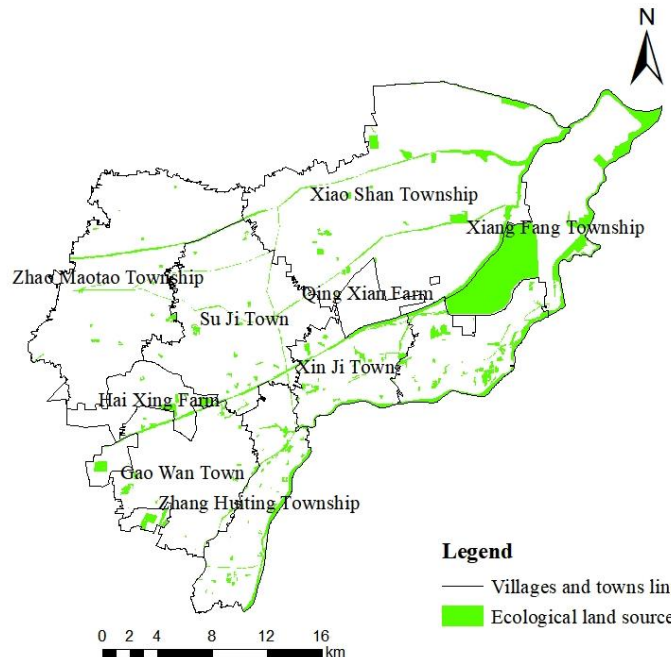 N
Xiao Shan Township
Xiang Fang Township
Zhao Maotao Township
Qing Xian Farm
Su Ji Town
Xin Ji Town
Hai Xing Farm
Gao Wan Town
Zhang Huiting Township
Legend
Villages and towns lin
Ecological land source
0 2 4 8 12 16
km